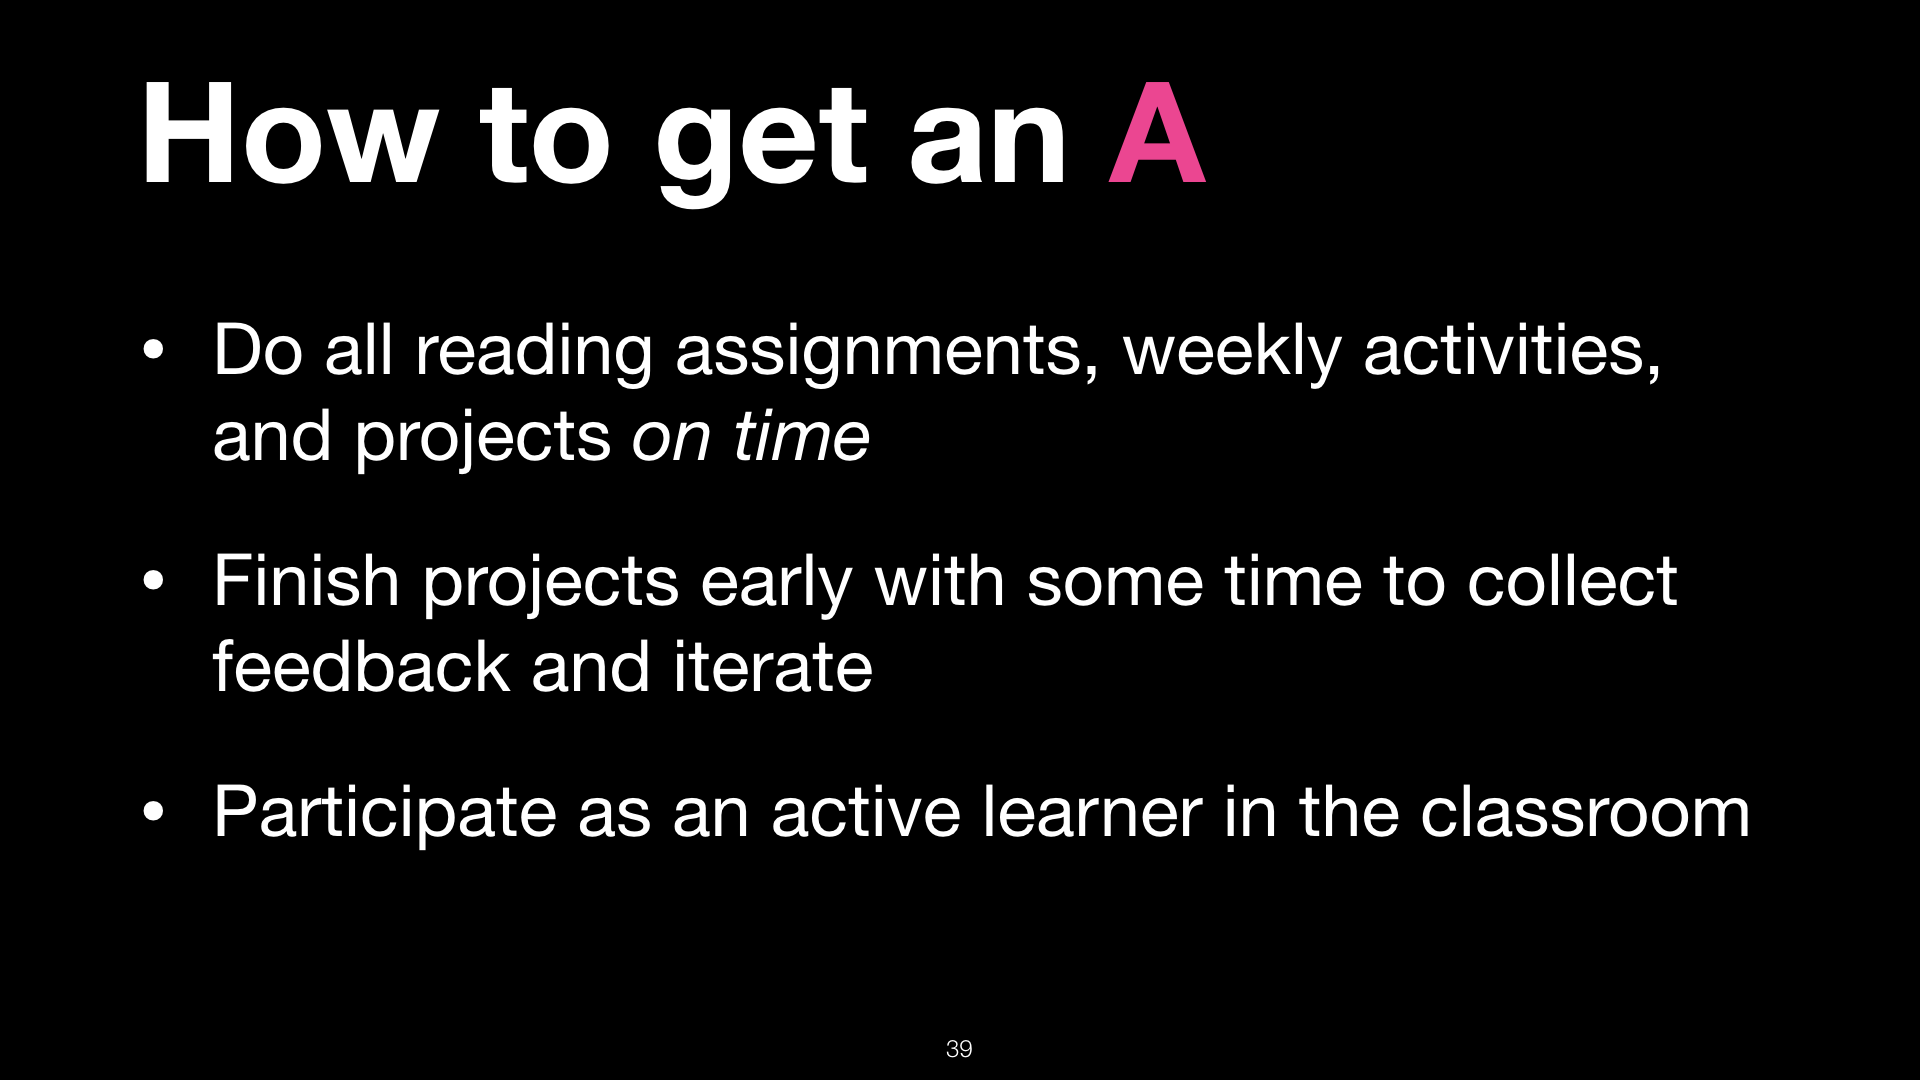 How to get an A
• Do all reading assignments, weekly activities,
and projects on time
• Finish projects early with some time to collect
feedback and iterate
• Participate as an active learner in the classroom
39